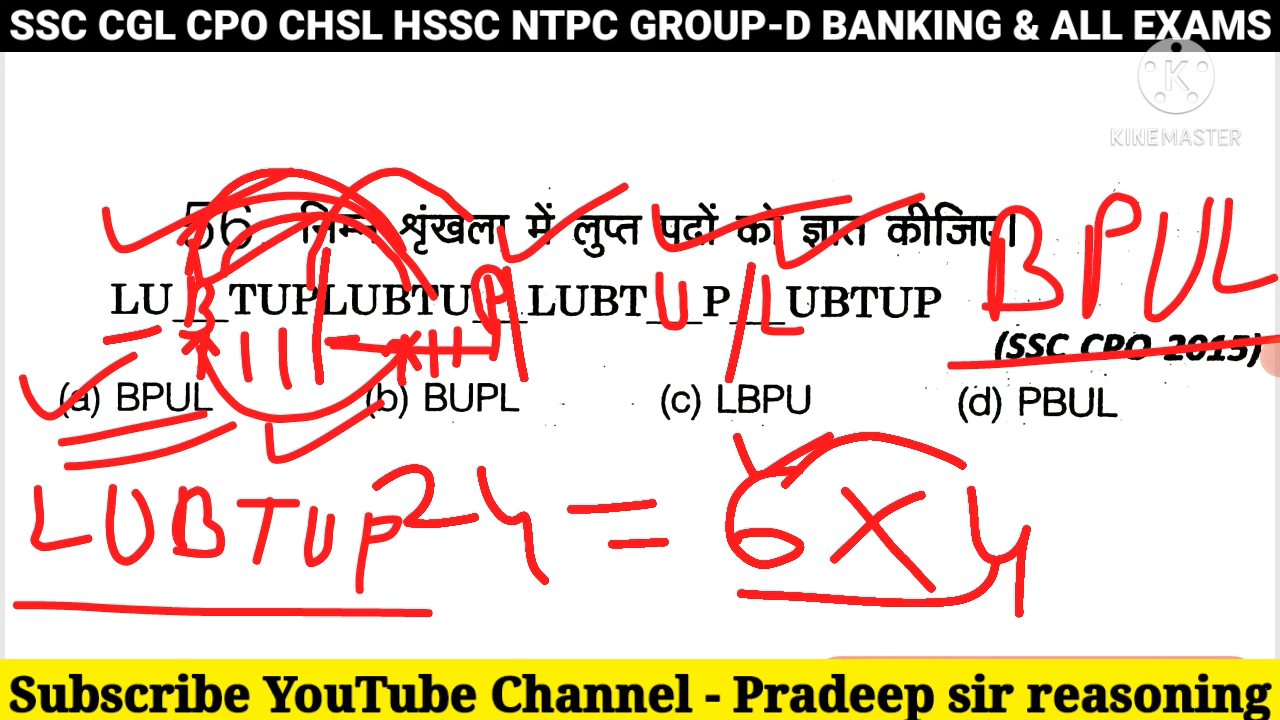 SSC CGL CPO CHSL HSSC NTPC GROUP-D BANKING & ALL EXAMS
K
KINEMASTER
56. निम्न श्रृंखला में लुप्त पदों को ज्ञात कीजिए।
BPUL
LU__B__TUPLUBTU__P__LUBT__U__P__L__UBTUP
(SSC CPO 2015)
(a) BPUL (b) BUPL (c) LBPU (d) PBUL
LUBTUP 24 = 6 X 4
Subscribe YouTube Channel - Pradeep sir reasoning